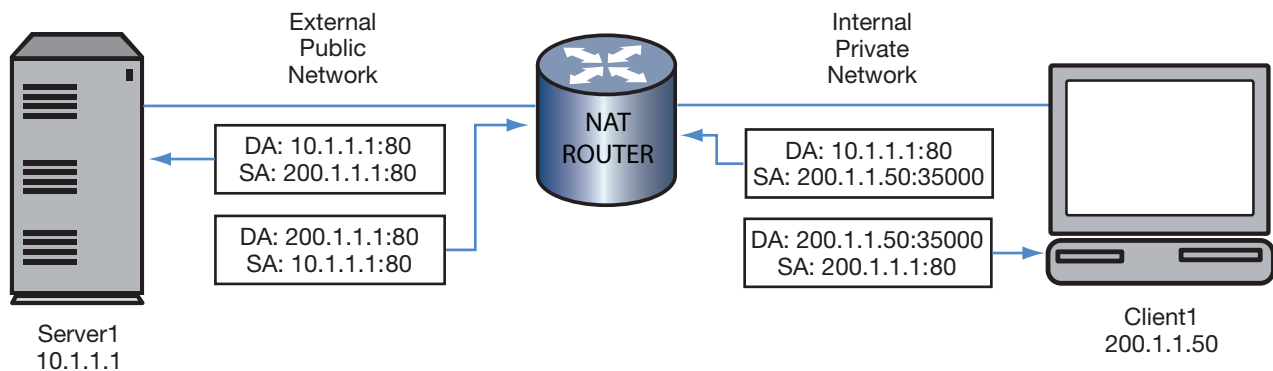 External
Public
Network
Internal
Private
Network
NAT
ROUTER
DA: 10.1.1.1:80
SA: 200.1.1.1:80
DA: 10.1.1.1:80
SA: 200.1.1.50:35000
DA: 200.1.1.1:80
SA: 10.1.1.1:80
DA: 200.1.1.50:35000
SA: 200.1.1.1:80
Server1
10.1.1.1
Client1
200.1.1.50